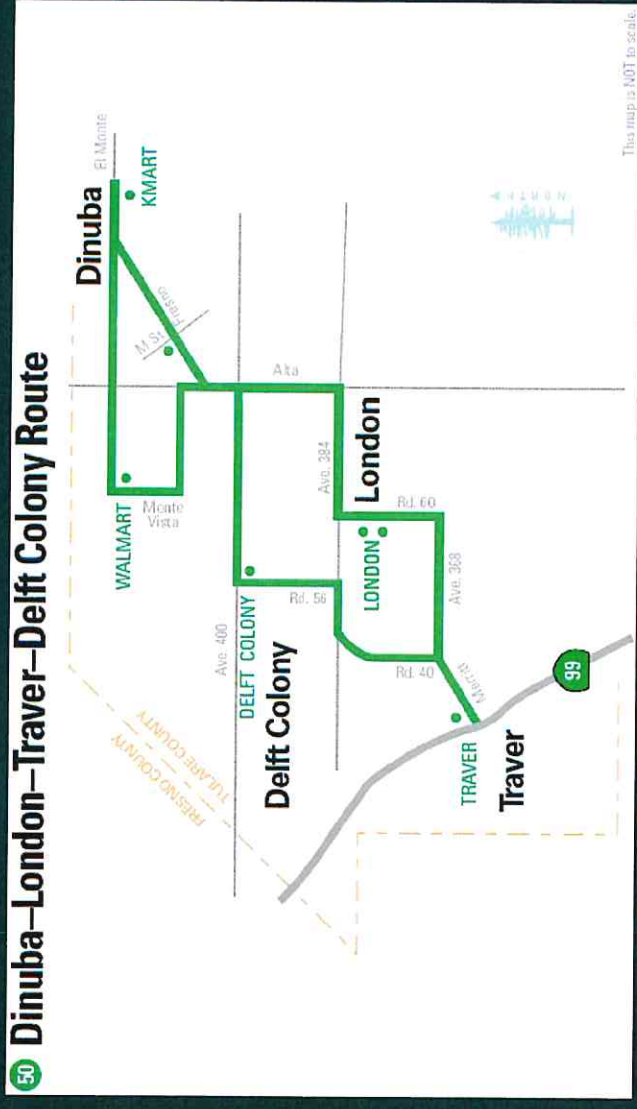 50 Dinuba–London–Traver–Delft Colony Route
Dinuba
El Monte
KMART
M St
Fresno
WALMART
Monte
Vista
Alta
Ave. 400
DELFT COLONY
Delft Colony
Rd. 56
Ave. 384
London
LONDON
Rd. 60
Ave. 368
Rd. 40
Merritt
TRAVER
Traver
99
FRESNO COUNTY
TULARE COUNTY
NORTH
This map is NOT to scale.